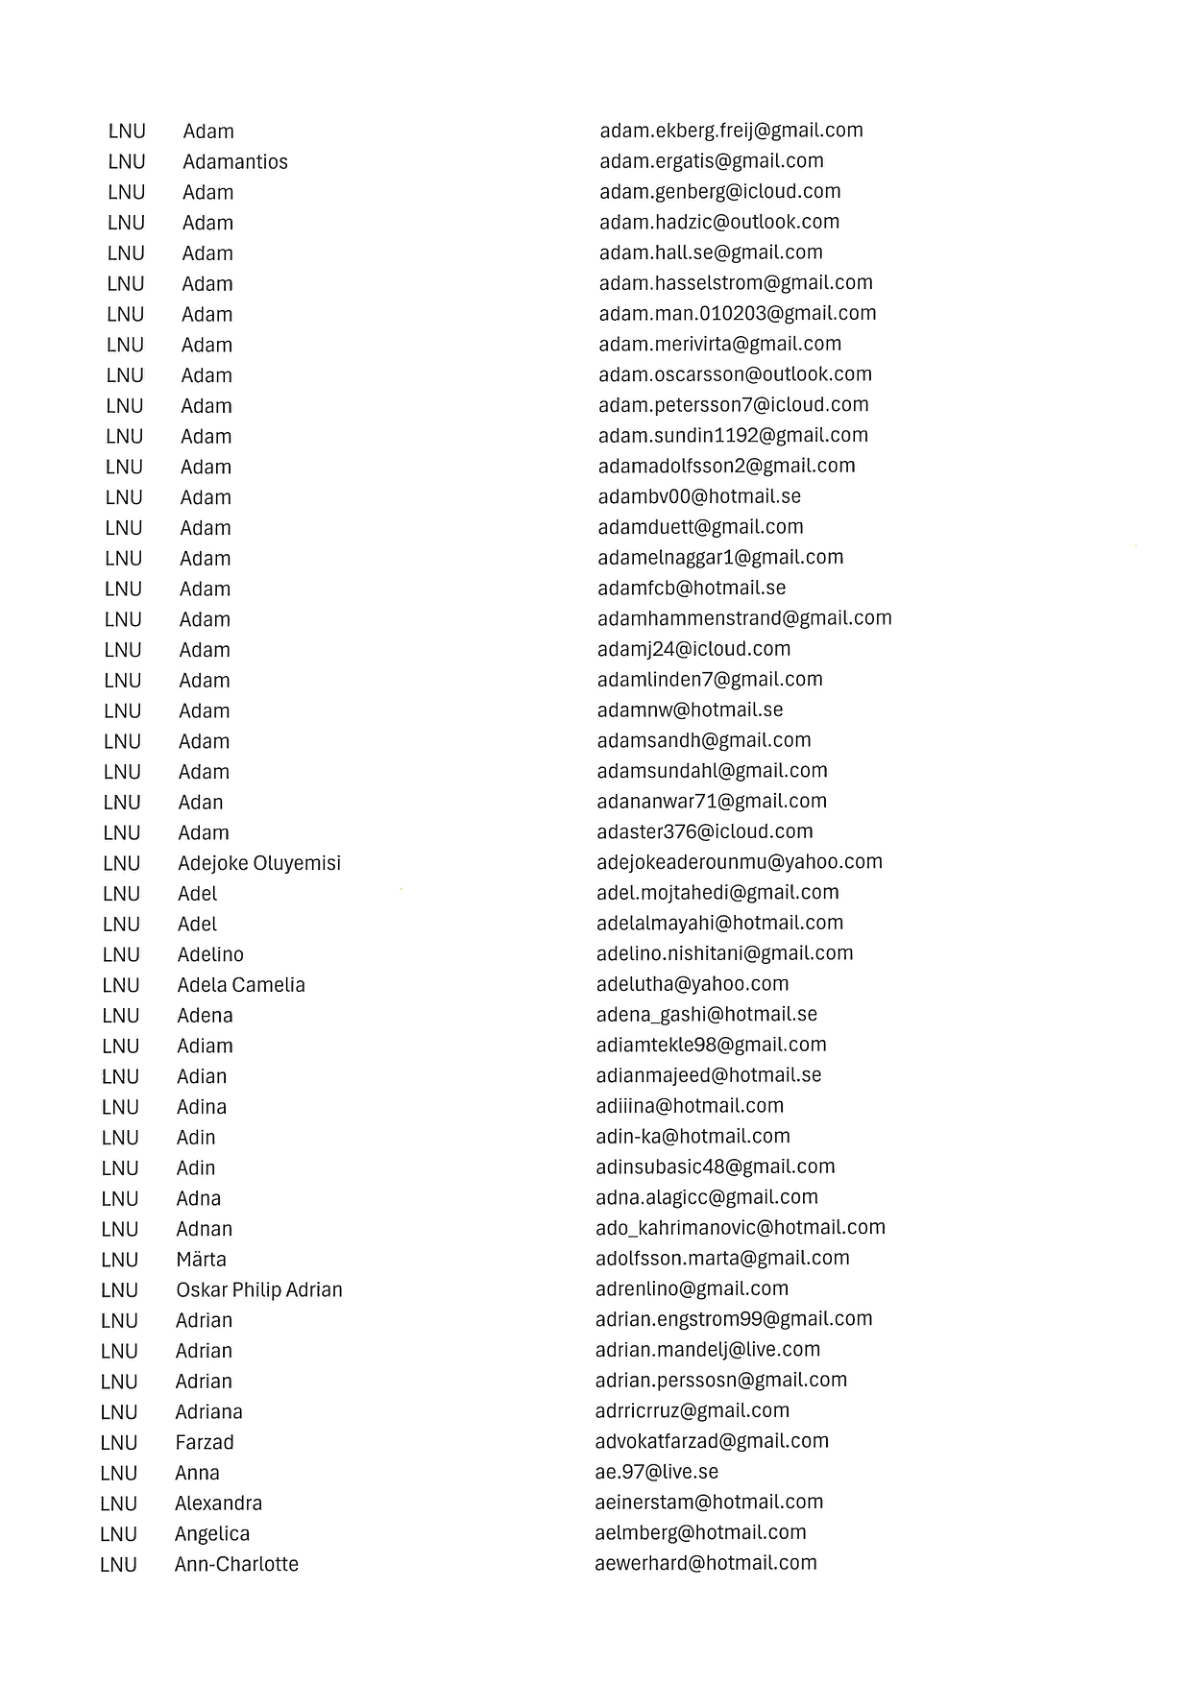 LNU Adam adam.ekberg.freij@gmail.com
LNU Adamantios adam.ergatis@gmail.com
LNU Adam adam.genberg@icloud.com
LNU Adam adam.hadzic@outlook.com
LNU Adam adam.hall.se@gmail.com
LNU Adam adam.hasselstrom@gmail.com
LNU Adam adam.man.010203@gmail.com
LNU Adam adam.merivirta@gmail.com
LNU Adam adam.oscarsson@outlook.com
LNU Adam adam.petersson7@icloud.com
LNU Adam adam.sundin1192@gmail.com
LNU Adam adamadolfsson2@gmail.com
LNU Adam adambv00@hotmail.se
LNU Adam adamduett@gmail.com
LNU Adam adamelnaggar1@gmail.com
LNU Adam adamfcb@hotmail.se
LNU Adam adamhammenstrand@gmail.com
LNU Adam adamj24@icloud.com
LNU Adam adamlinden7@gmail.com
LNU Adam adamnw@hotmail.se
LNU Adam adamsandh@gmail.com
LNU Adam adamsundahl@gmail.com
LNU Adan adananwar71@gmail.com
LNU Adam adaster376@icloud.com
LNU Adejoke Oluyemisi adejokeaderounmu@yahoo.com
LNU Adel adel.mojtahedi@gmail.com
LNU Adel adelalmayahi@hotmail.com
LNU Adelino adelino.nishitani@gmail.com
LNU Adela Camelia adelutha@yahoo.com
LNU Adena adena_gashi@hotmail.se
LNU Adiam adiamtekle98@gmail.com
LNU Adian adianmajeed@hotmail.se
LNU Adina adiiina@hotmail.com
LNU Adin adin-ka@hotmail.com
LNU Adin adinsubasic48@gmail.com
LNU Adna adna.alagicc@gmail.com
LNU Adnan ado_kahrimanovic@hotmail.com
LNU Märta adolfsson.marta@gmail.com
LNU Oskar Philip Adrian adrenlino@gmail.com
LNU Adrian adrian.engstrom99@gmail.com
LNU Adrian adrian.mandelj@live.com
LNU Adrian adrian.perssosn@gmail.com
LNU Adriana adrricrruz@gmail.com
LNU Farzad advokatfarzad@gmail.com
LNU Anna ae.97@live.se
LNU Alexandra aeinerstam@hotmail.com
LNU Angelica aelmberg@hotmail.com
LNU Ann-Charlotte aewerhard@hotmail.com